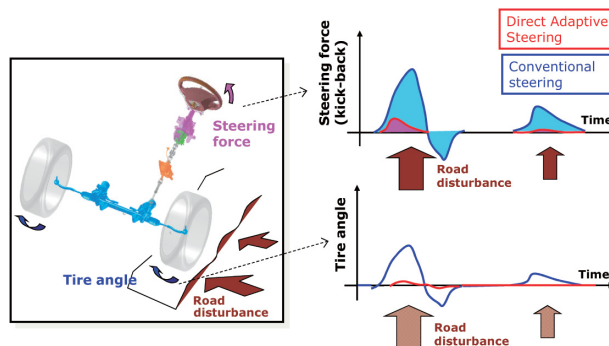 Direct Adaptive
Steering
Conventional
steering
Steering force
(kick-back)
Time
Road
disturbance
Steering
force
Tire angle
Road
disturbance
Tire angle
Time
Road
disturbance